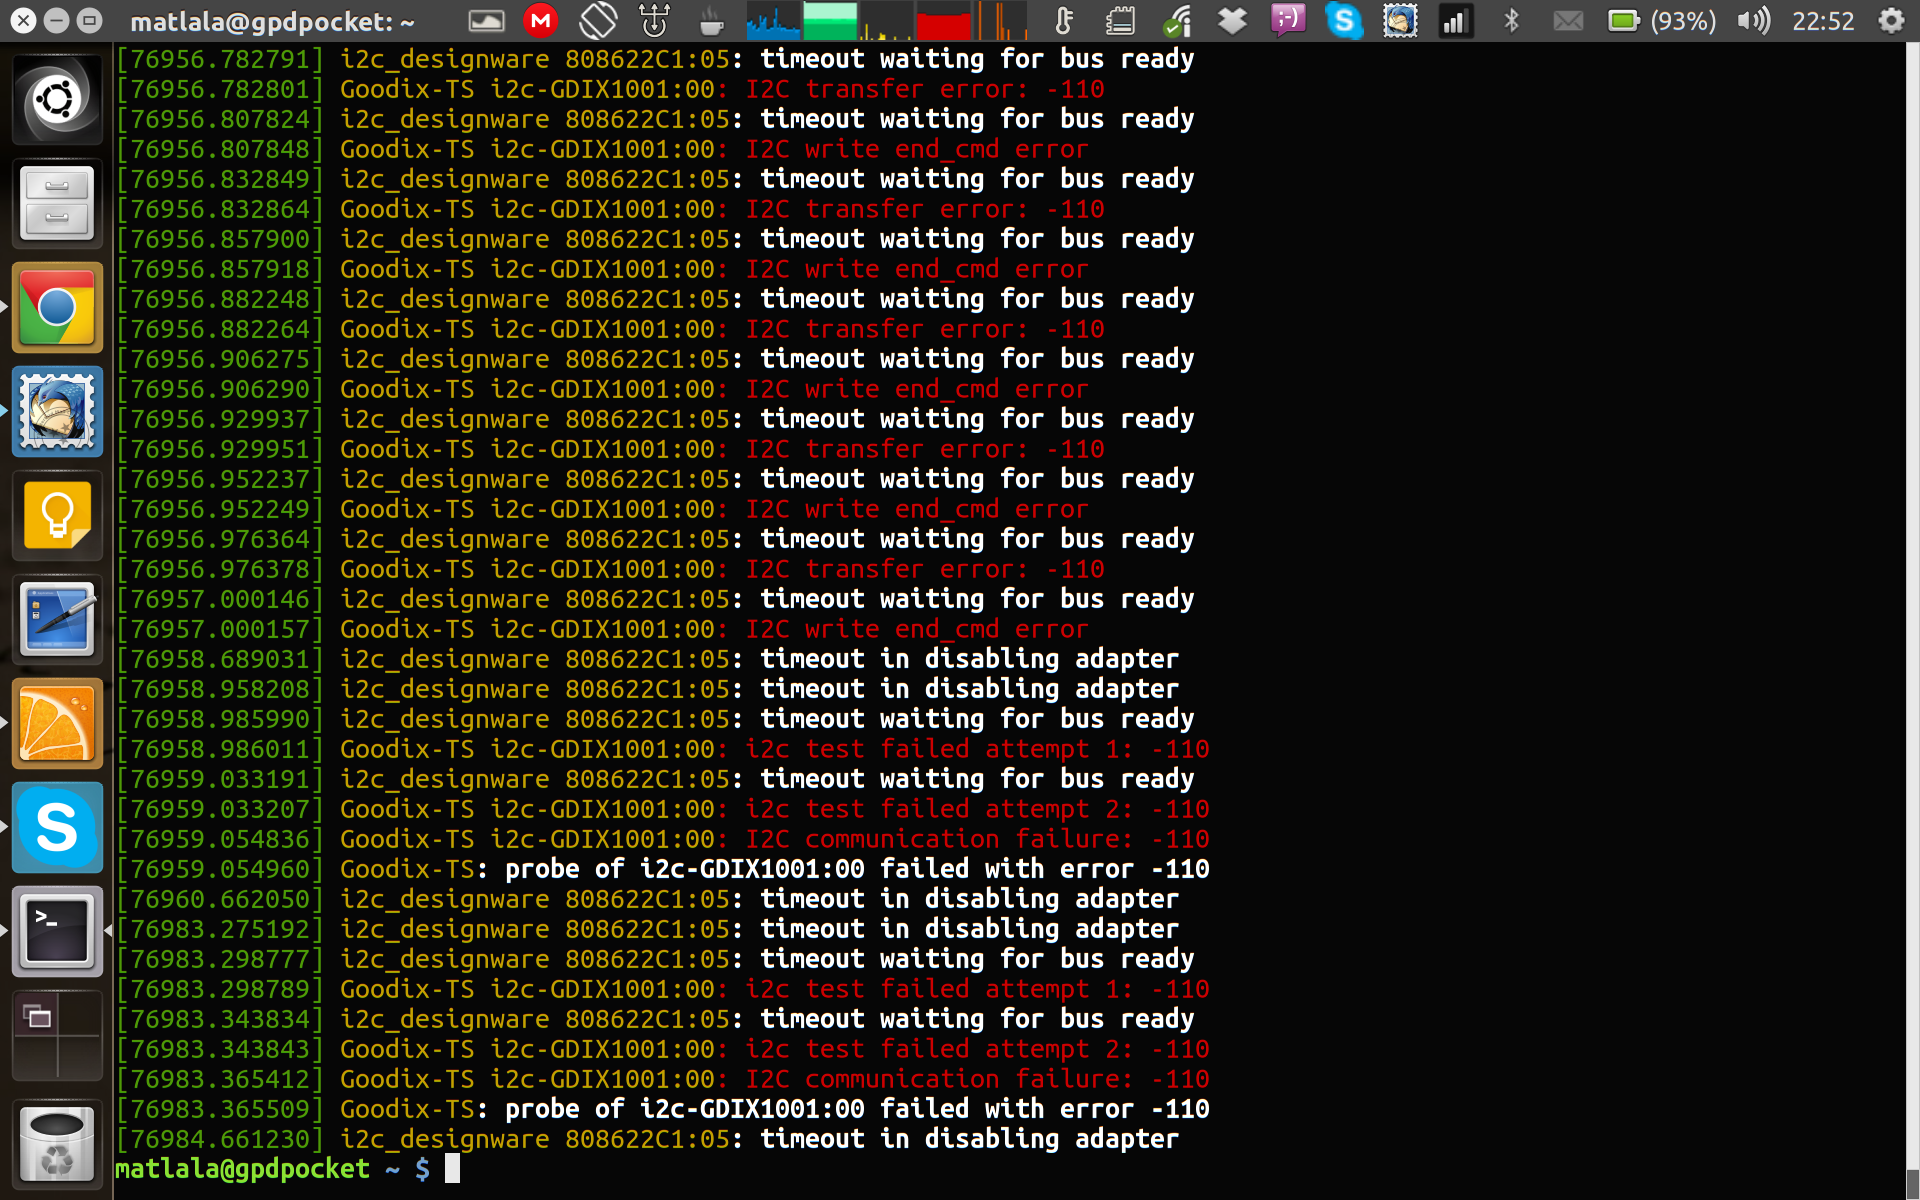 matlala@gpdpocket: ~
(93%)
22:52
[76956.782791] i2c_designware 808622C1:05: timeout waiting for bus ready
[76956.782801] Goodix-TS i2c-GDIX1001:00: I2C transfer error: -110
[76956.807824] i2c_designware 808622C1:05: timeout waiting for bus ready
[76956.807848] Goodix-TS i2c-GDIX1001:00: I2C write end_cmd error
[76956.832849] i2c_designware 808622C1:05: timeout waiting for bus ready
[76956.832864] Goodix-TS i2c-GDIX1001:00: I2C transfer error: -110
[76956.857900] i2c_designware 808622C1:05: timeout waiting for bus ready
[76956.857918] Goodix-TS i2c-GDIX1001:00: I2C write end_cmd error
[76956.882248] i2c_designware 808622C1:05: timeout waiting for bus ready
[76956.882264] Goodix-TS i2c-GDIX1001:00: I2C transfer error: -110
[76956.906275] i2c_designware 808622C1:05: timeout waiting for bus ready
[76956.906290] Goodix-TS i2c-GDIX1001:00: I2C write end_cmd error
[76956.929937] i2c_designware 808622C1:05: timeout waiting for bus ready
[76956.929951] Goodix-TS i2c-GDIX1001:00: I2C transfer error: -110
[76956.952237] i2c_designware 808622C1:05: timeout waiting for bus ready
[76956.952249] Goodix-TS i2c-GDIX1001:00: I2C write end_cmd error
[76956.976364] i2c_designware 808622C1:05: timeout waiting for bus ready
[76956.976378] Goodix-TS i2c-GDIX1001:00: I2C transfer error: -110
[76957.000146] i2c_designware 808622C1:05: timeout waiting for bus ready
[76957.000157] Goodix-TS i2c-GDIX1001:00: I2C write end_cmd error
[76958.689031] i2c_designware 808622C1:05: timeout in disabling adapter
[76958.958208] i2c_designware 808622C1:05: timeout in disabling adapter
[76958.985990] i2c_designware 808622C1:05: timeout waiting for bus ready
[76958.986011] Goodix-TS i2c-GDIX1001:00: i2c test failed attempt 1: -110
[76959.033191] i2c_designware 808622C1:05: timeout waiting for bus ready
[76959.033207] Goodix-TS i2c-GDIX1001:00: i2c test failed attempt 2: -110
[76959.054836] Goodix-TS i2c-GDIX1001:00: I2C communication failure: -110
[76959.054960] Goodix-TS: probe of i2c-GDIX1001:00 failed with error -110
[76960.662050] i2c_designware 808622C1:05: timeout in disabling adapter
[76983.275192] i2c_designware 808622C1:05: timeout in disabling adapter
[76983.298777] i2c_designware 808622C1:05: timeout waiting for bus ready
[76983.298789] Goodix-TS i2c-GDIX1001:00: i2c test failed attempt 1: -110
[76983.343834] i2c_designware 808622C1:05: timeout waiting for bus ready
[76983.343843] Goodix-TS i2c-GDIX1001:00: i2c test failed attempt 2: -110
[76983.365412] Goodix-TS i2c-GDIX1001:00: I2C communication failure: -110
[76983.365509] Goodix-TS: probe of i2c-GDIX1001:00 failed with error -110
[76984.661230] i2c_designware 808622C1:05: timeout in disabling adapter
matlala@gpdpocket ~ $